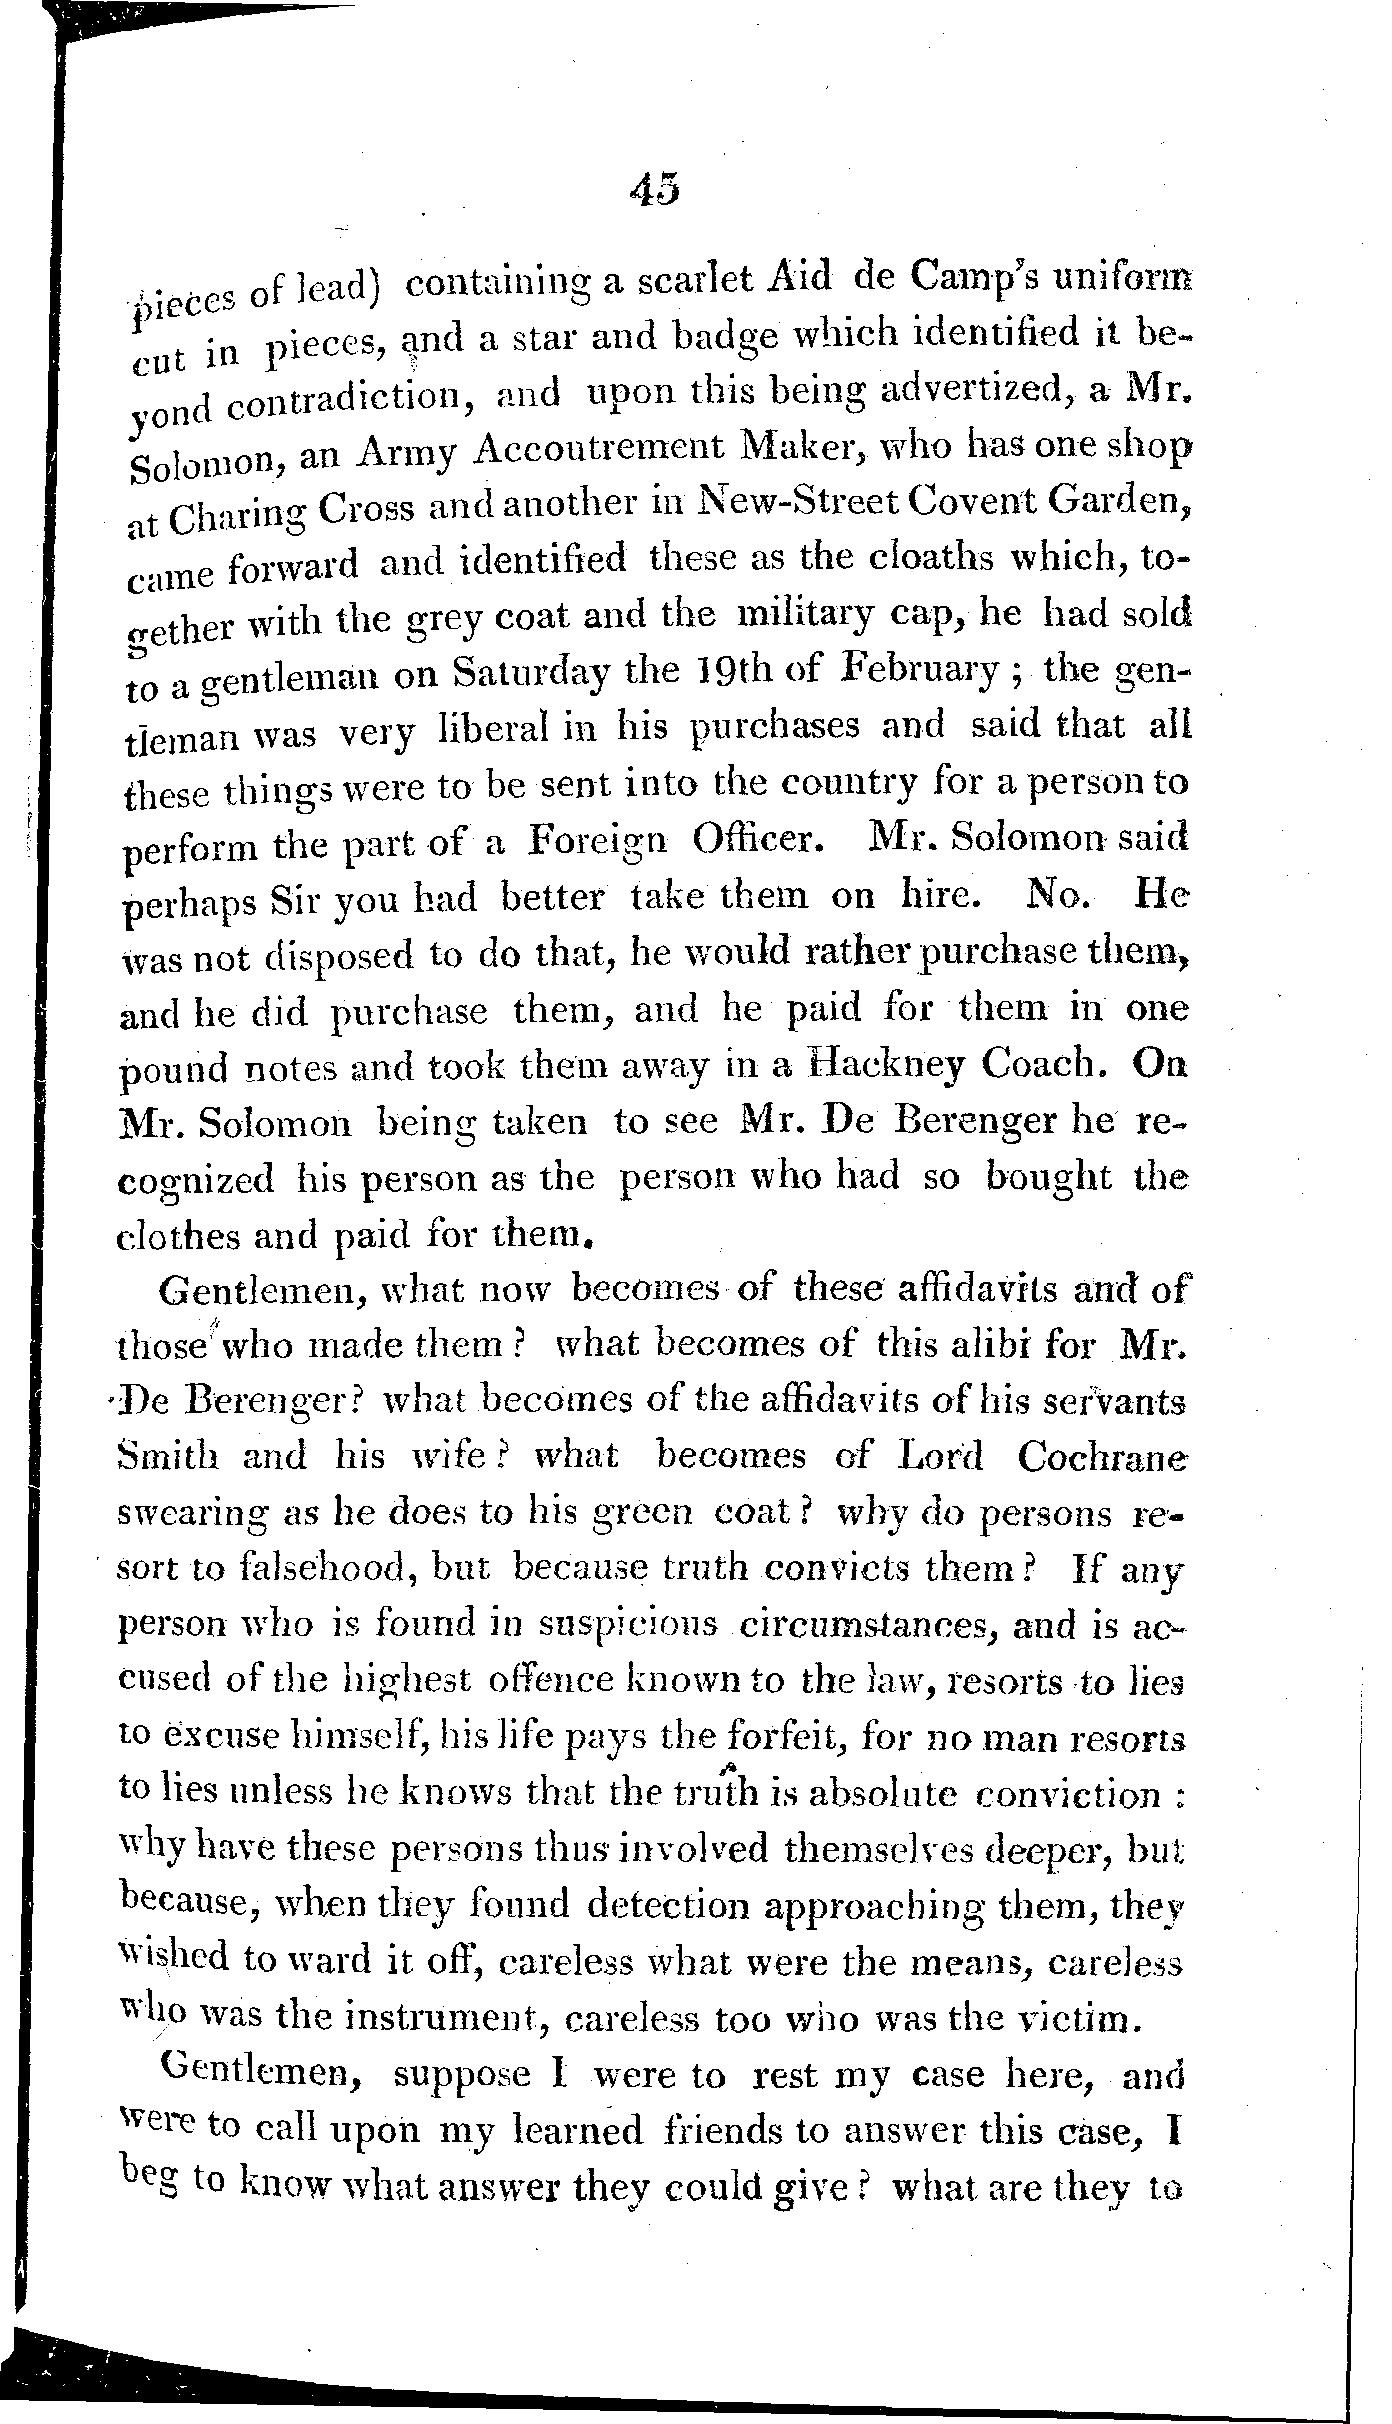 45
pieces of lead) containing a scarlet Aid de Camp's uniform
cut in pieces, and a star and badge which identified it be-
yond contradiction, and upon this being advertized, a Mr.
Solomon, an Army Accoutrement Maker, who has one shop
at Charing Cross and another in New-Street Covent Garden,
came forward and identified these as the cloaths which, to-
gether with the grey coat and the military cap, he had sold
to a gentleman on Saturday the 19th of February ; the gen-
tleman was very liberal in his purchases and said that all
these things were to be sent into the country for a person to
perform the part of a Foreign Officer. Mr. Solomon said
perhaps Sir you had better take them on hire. No. He
was not disposed to do that, he would rather purchase them,
and he did purchase them, and he paid for them in one
pound notes and took them away in a Hackney Coach. On
Mr. Solomon being taken to see Mr. De Berenger he re-
cognized his person as the person who had so bought the
clothes and paid for them.
Gentlemen, what now becomes of these affidavits and of
those who made them ? what becomes of this alibi for Mr.
De Berenger? what becomes of the affidavits of his servants
Smith and his wife ? what becomes of Lord Cochrane
swearing as he does to his green coat ? why do persons re-
sort to falsehood, but because truth convicts them ? If any
person who is found in suspicious circumstances, and is ac-
cused of the highest offence known to the law, resorts to lies
to excuse himself, his life pays the forfeit, for no man resorts
to lies unless he knows that the truth is absolute conviction :
why have these persons thus involved themselves deeper, but
because, when they found detection approaching them, they
wished to ward it off, careless what were the means, careless
who was the instrument, careless too who was the victim.
Gentlemen, suppose I were to rest my case here, and
were to call upon my learned friends to answer this case, I
beg to know what answer they could give ? what are they to